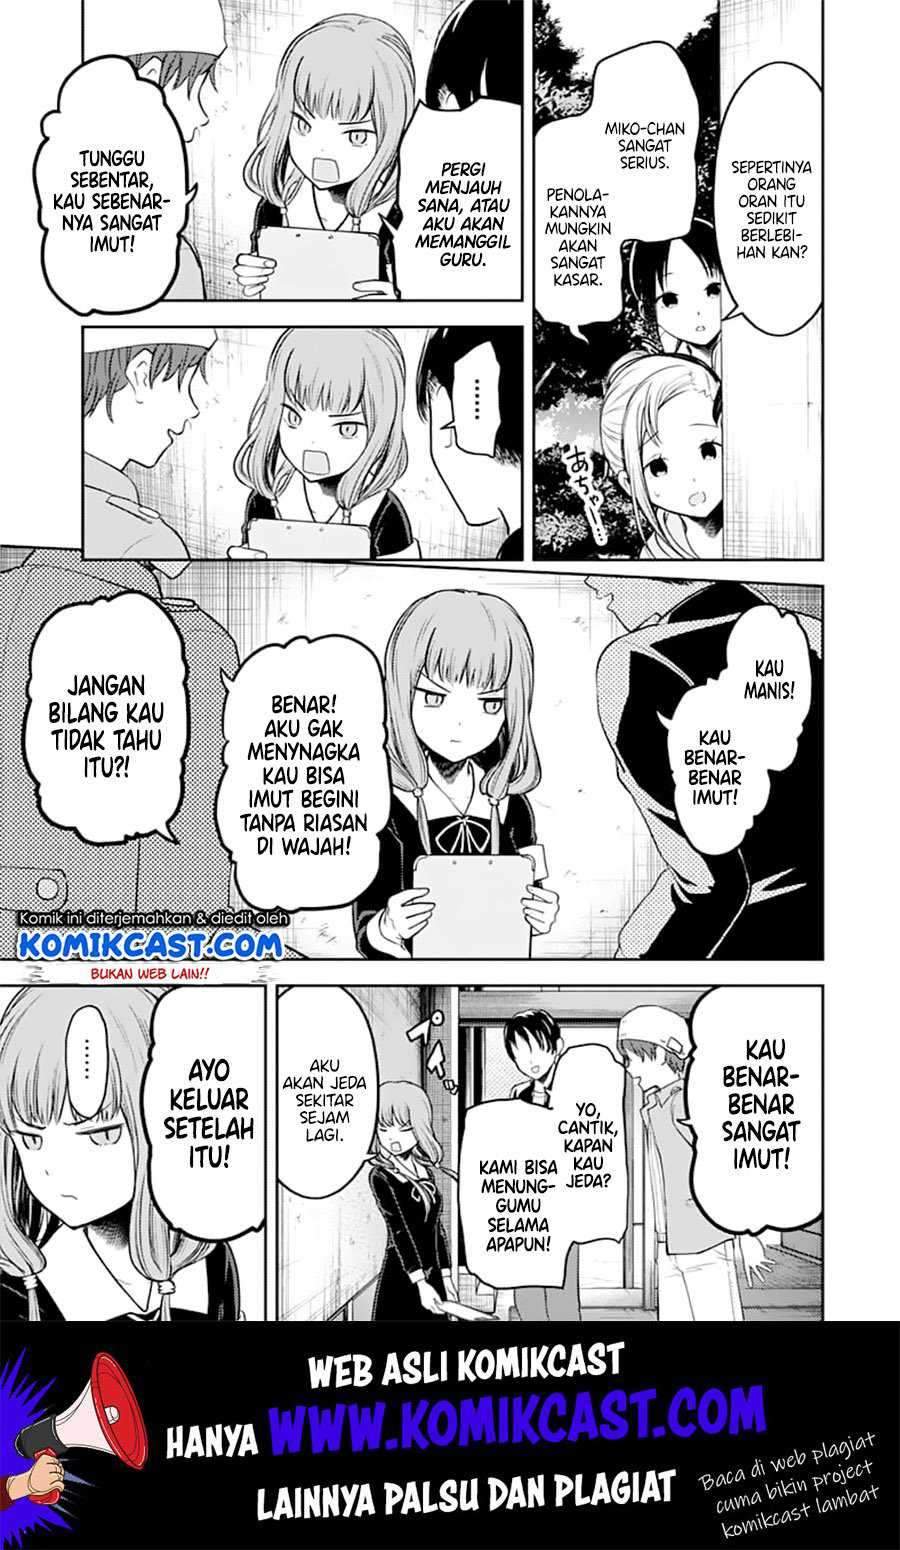 SEPERTINYA
ORANG
ORAN ITU
SEDIKIT
BERLEBI-
HAN KAN?
MIKO-CHAN
SANGAT
SERIUS.
PENOLA-
KANNYA
MUNGKIN
AKAN
SANGAT
KASAR.
あちゃー…
PERGI
MENJAUH
SANA, ATAU
AKU AKAN
MEMANGGIL
GURU.
TUNGGU
SEBENTAR,
KAU SEBENAR-
NYA SANGAT
IMUT!
........
KAU
MANIS!
KAU
BENAR-
BENAR
IMUT!
BENAR!
AKU GAK
MENYNAGKA
KAU BISA
IMUT BEGINI
TANPA RIASAN
DI WAJAH!
JANGAN
BILANG KAU
TIDAK TAHU
ITU?!
Komik ini diterjemahkan & diedit oleh
KOMIKCAST.COM
BUKAN WEB LAIN!!
KAU
BENAR-
BENAR
SANGAT
IMUT!
YO,
CANTIK,
KAPAN
KAU
JEDA?
KAMI BISA
MENUNG-
GUMU
SELAMA
APAPUN!
プイッ
AKU
AKAN JEDA
SEKITAR
SEJAM
LAGI.
AYO
KELUAR
SETELAH
ITU!
........
WEB ASLI KOMIKCAST
HANYA WWW.KOMIKCAST.COM
LAINNYA PALSU DAN PLAGIAT
Baca di web plagiat
cuma bikin project
komikcast lambat